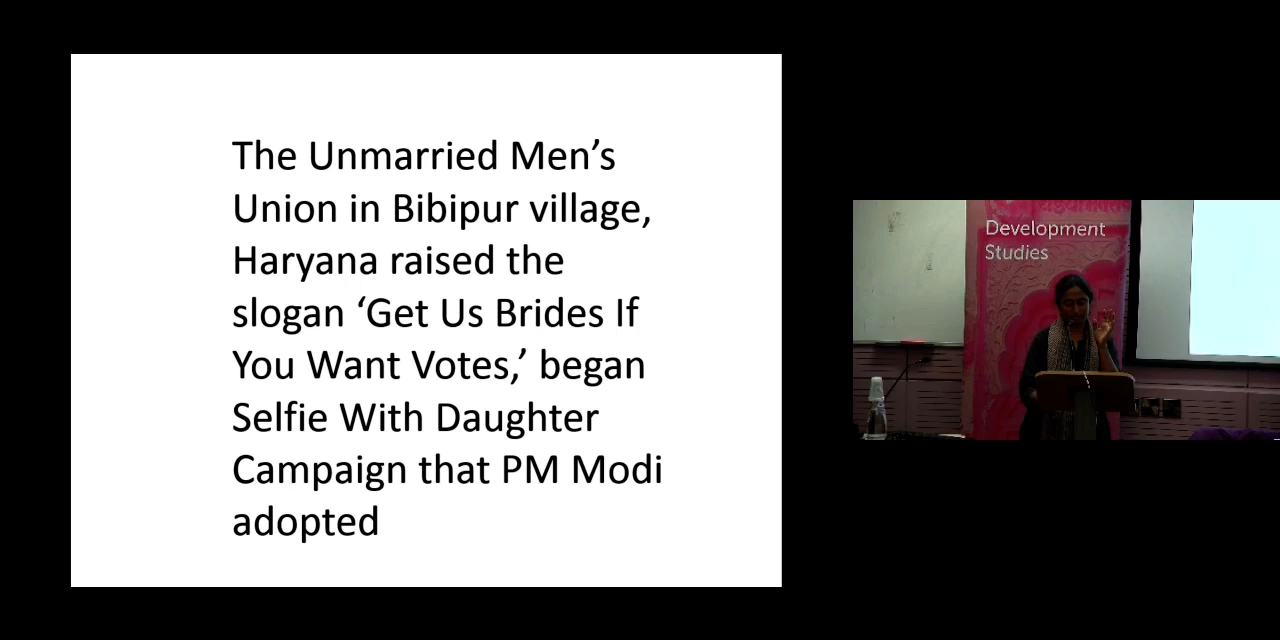 The Unmarried Men’s
Union in Bibipur village,
Haryana raised the
slogan ‘Get Us Brides If
You Want Votes,’ began
Selfie With Daughter
Campaign that PM Modi
adopted
Development
Studies